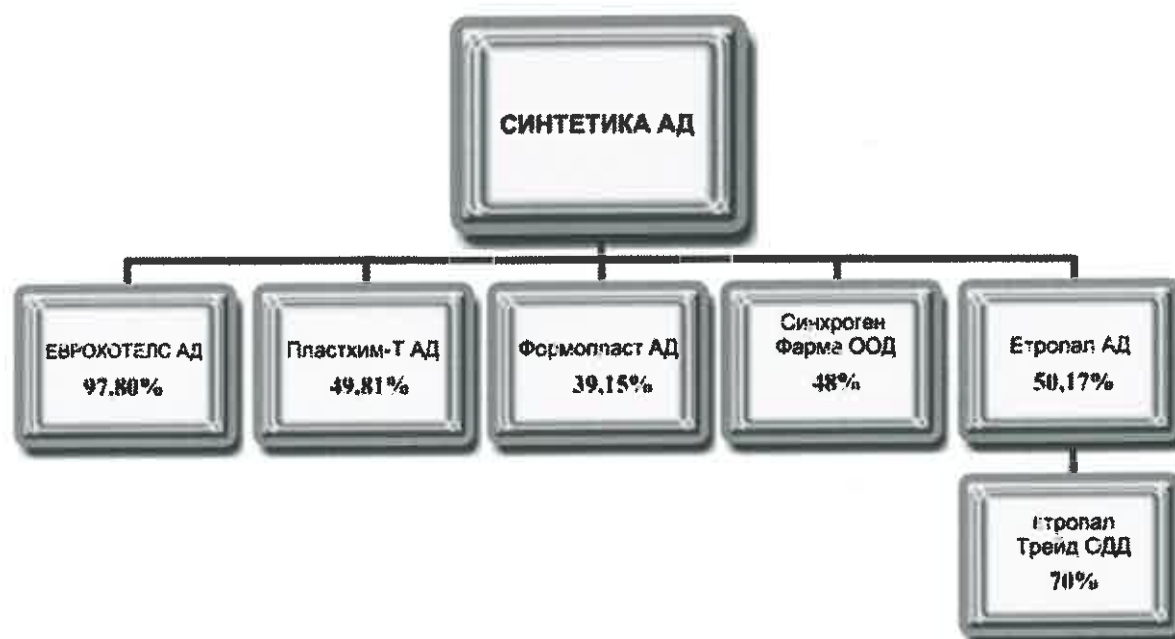 СИНТЕТИКА АД
ЕВРОХОТЕЛС АД
97.80%
Пластхим-Т АД
49,81%
Формопласт АД
39,15%
Синхроген
Фарма ООД
48%
Етропал АД
50,17%
Етропал
Трейд ОДД
70%